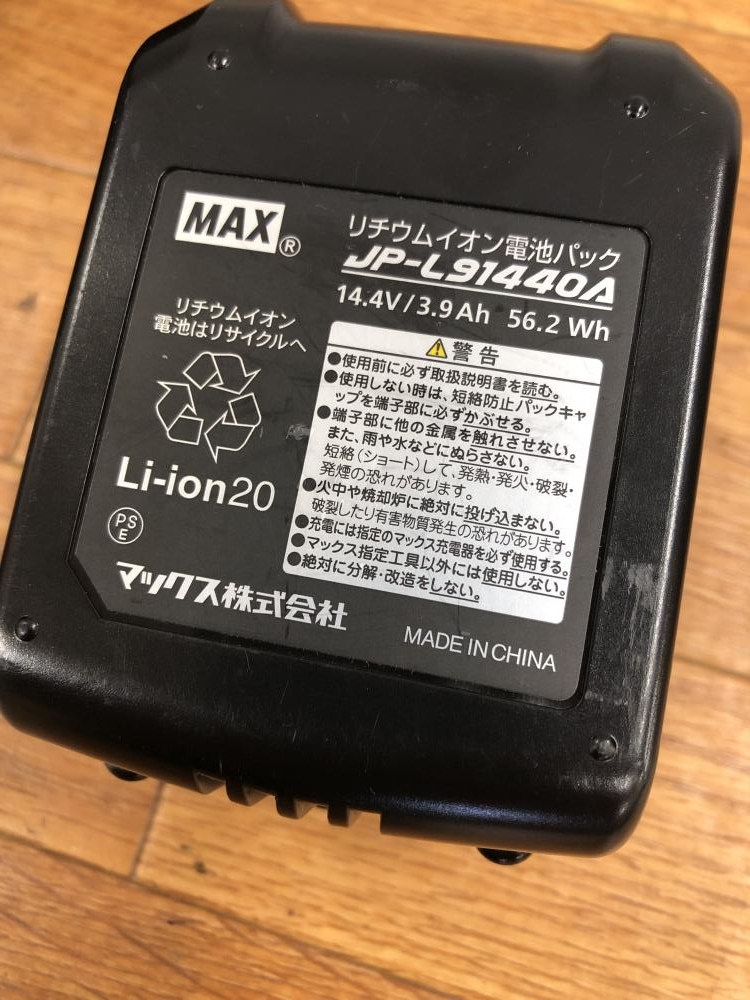 MAX®
リチウムイオン電池パック
JP-L91440A
14.4V/3.9Ah 56.2Wh
リチウムイオン
電池はリサイクルへ
Li-ion20
PS
E
マックス株式会社
⚠警告
●使用前に必ず取扱説明書を読む。
●使用しない時は、短絡防止パックキャ
ップを端子部に必ずかぶせる。
●端子部に他の金属を触れさせない。
また、雨や水などにぬらさない。
短絡(ショート)して、発熱・発火・破裂・
発煙の恐れがあります。
●火中や焼却炉に絶対に投げ込まない。
破裂したり有害物質発生の恐れがあります。
●充電には指定のマックス充電器を必ず使用する。
●マックス指定工具以外には使用しない。
●絶対に分解・改造をしない。
MADE IN CHINA